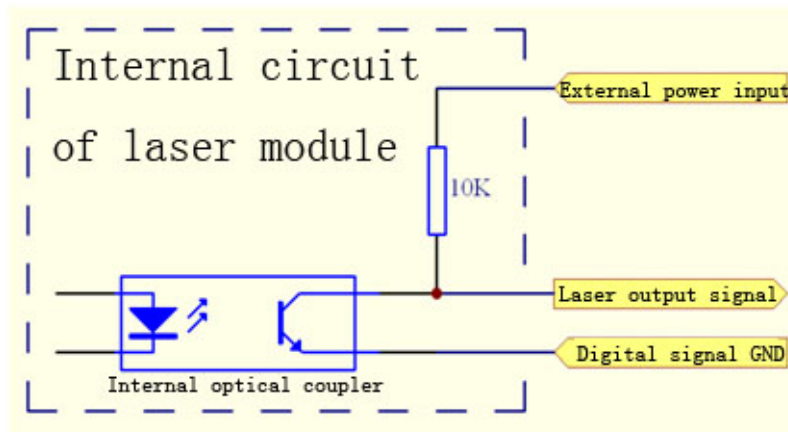 Internal circuit
of laser module
External power input
10K
Laser output signal
Digital signal GND
Internal optical coupler